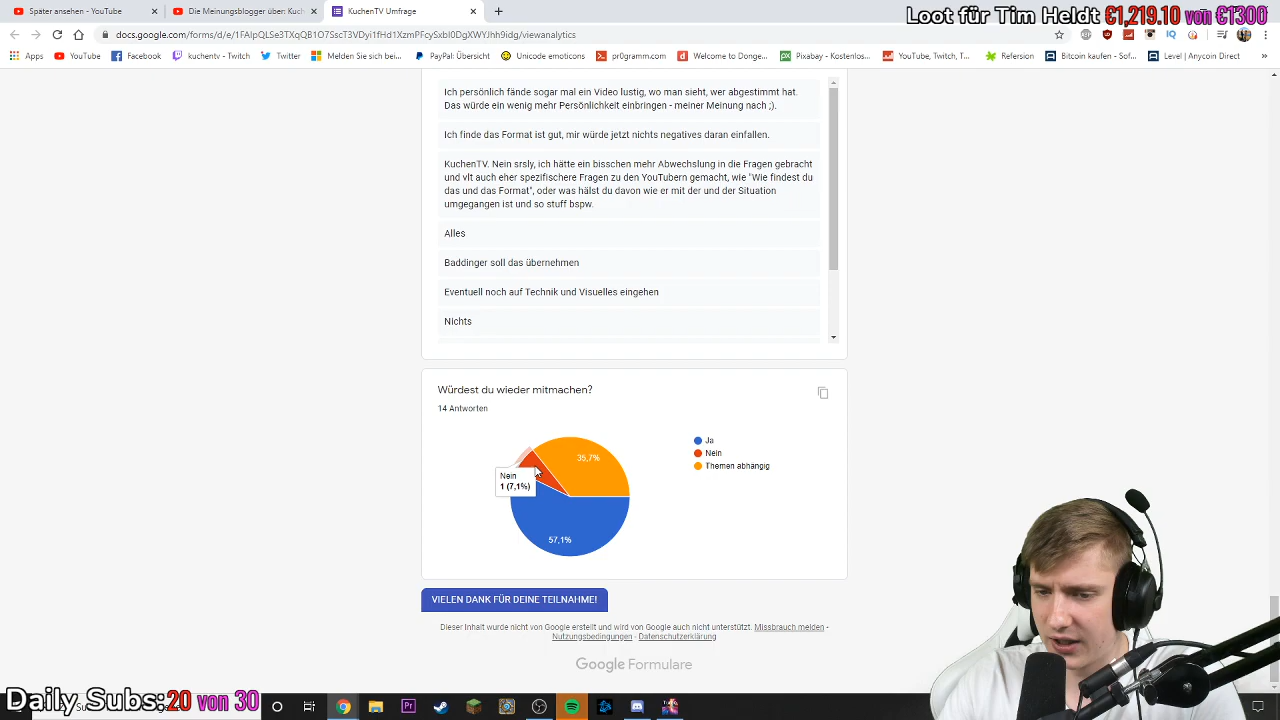 Später ansehen - YouTube
Die Meinungsblogger über Kuch
KuchenTV Umfrage
Loot für Tim Heldt €1,219.10 von €1300
docs.google.com/forms/d/e/
/viewanalytics
Apps
YouTube
Facebook
kuchentv - Twitch
Twitter
Melden Sie sich bei...
PayPal Übersicht
Unicode emoticons
pr0gramm.com
Welcome to Donge...
Pixabay - Kostenlos...
YouTube, Twitch, T...
Refersion
Bitcoin kaufen - Sof...
Level | Anycoin Direct
Ich persönlich fände sogar mal ein Video lustig, wo man sieht, wer abgestimmt hat.
Das würde ein wenig mehr Persönlichkeit einbringen - meiner Meinung nach ;).
Ich finde das Format ist gut, mir würde jetzt nichts negatives daran einfallen.
KuchenTV. Nein srsly, ich hätte ein bisschen mehr Abwechslung in die Fragen gebracht
und vlt auch eher spezifischere Fragen zu den YouTubern gemacht, wie "Wie findest du
das und das Format", oder was hälst du davon wie er mit der und der Situation
umgegangen ist und so stuff bspw.
Alles
Baddinger soll das übernehmen
Eventuell noch auf Technik und Visuelles eingehen
Nichts
Würdest du wieder mitmachen?
14 Antworten
Ja
Nein
Themen abhängig
35,7%
Nein
1 (7,1%)
57,1%
VIELEN DANK FÜR DEINE TEILNAHME!
Dieser Inhalt wurde nicht von Google erstellt und wird von Google auch nicht unterstützt. Missbrauch melden -
Nutzungsbedingungen - Datenschutzerklärung
Google Formulare
Daily Subs: 20 von 30